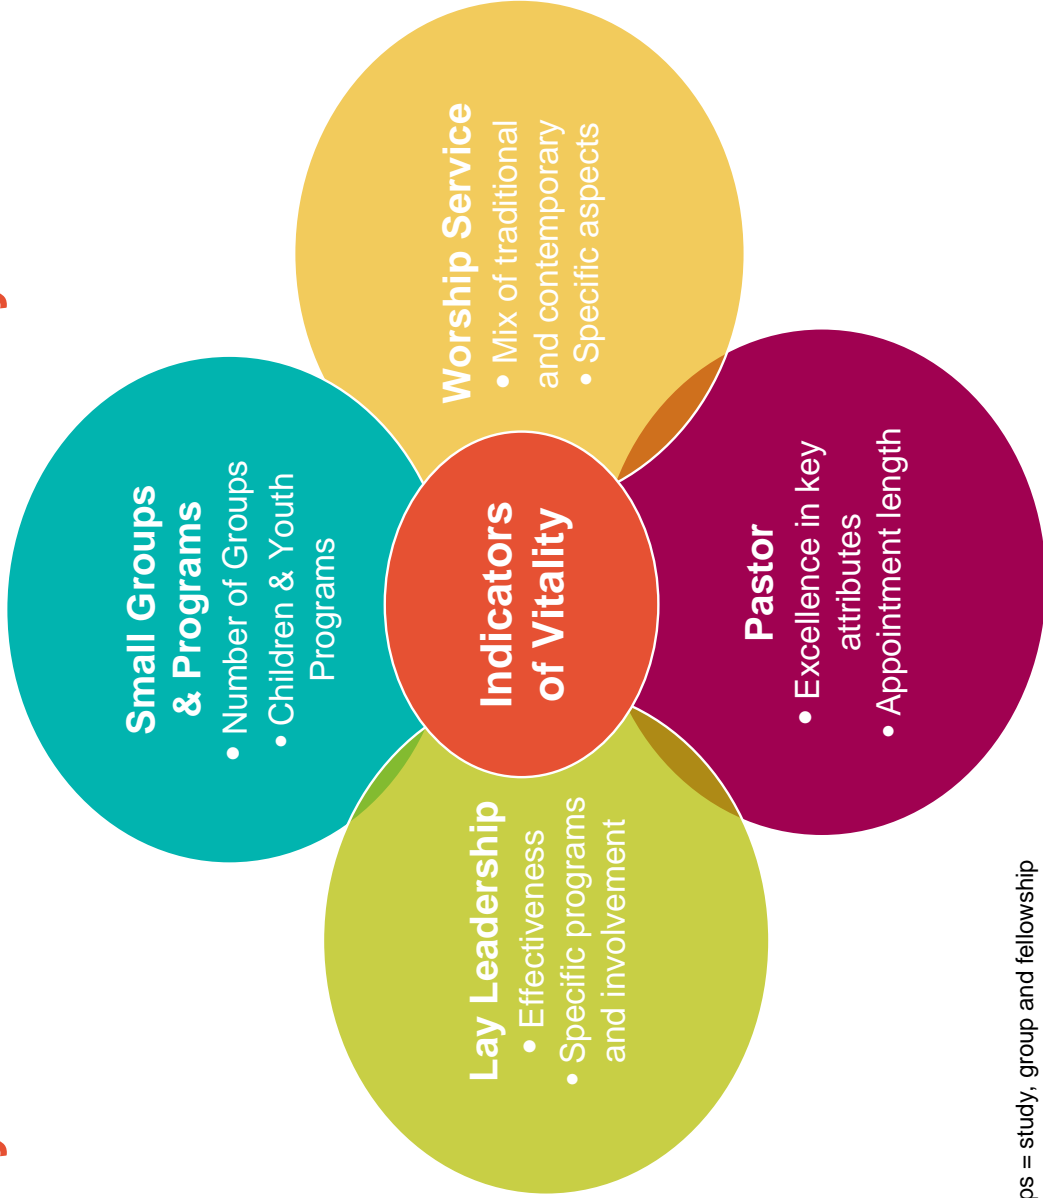 Small Groups
& Programs
• Number of Groups
• Children & Youth
Programs
Worship Service
• Mix of traditional
and contemporary
• Specific aspects
Indicators
of Vitality
Lay Leadership
• Effectiveness
• Specific programs
and involvement
Pastor
• Excellence in key
attributes
• Appointment length
= study, group and fellowship